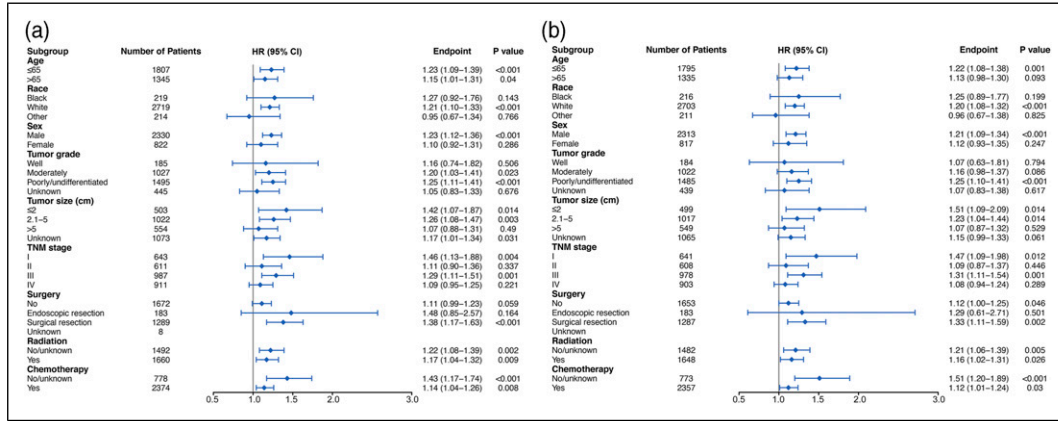 (a)
Subgroup Number of Patients HR (95% CI) Endpoint P value
Age
≤65 1807 1.23 (1.09–1.39) <0.001
>65 1345 1.15 (1.01–1.31) 0.04
Race
Black 219 1.27 (0.92–1.76) 0.143
White 2719 1.21 (1.10–1.33) <0.001
Other 214 0.95 (0.67–1.34) 0.766
Sex
Male 2330 1.23 (1.12–1.36) <0.001
Female 822 1.10 (0.92–1.31) 0.286
Tumor grade
Well 185 1.16 (0.74–1.82) 0.506
Moderately 1027 1.20 (1.03–1.41) 0.023
Poorly/undifferentiated 1495 1.25 (1.11–1.41) <0.001
Unknown 445 1.05 (0.83–1.33) 0.676
Tumor size (cm)
≤2 503 1.42 (1.07–1.87) 0.014
2.1–5 1022 1.26 (1.08–1.47) 0.003
>5 554 1.07 (0.88–1.31) 0.49
Unknown 1073 1.17 (1.01–1.34) 0.031
TNM stage
I 643 1.46 (1.13–1.88) 0.004
II 611 1.11 (0.90–1.36) 0.337
III 987 1.29 (1.11–1.51) 0.001
IV 911 1.09 (0.95–1.25) 0.221
Surgery
No 1672 1.11 (0.99–1.23) 0.059
Endoscopic resection 183 1.48 (0.85–2.57) 0.164
Surgical resection 1289 1.38 (1.17–1.63) <0.001
Unknown 8
Radiation
No/unknown 1492 1.22 (1.08–1.39) 0.002
Yes 1660 1.17 (1.04–1.32) 0.009
Chemotherapy
No/unknown 778 1.43 (1.17–1.74) <0.001
Yes 2374 1.14 (1.04–1.26) 0.008
0.5 1.0 1.5 2.0 3.0
(b)
Subgroup Number of Patients HR (95% CI) Endpoint P value
Age
≤65 1795 1.22 (1.08–1.38) 0.001
>65 1335 1.13 (0.98–1.30) 0.093
Race
Black 216 1.25 (0.89–1.77) 0.199
White 2703 1.20 (1.08–1.32) <0.001
Other 211 0.96 (0.67–1.38) 0.825
Sex
Male 2313 1.21 (1.09–1.34) <0.001
Female 817 1.12 (0.93–1.35) 0.247
Tumor grade
Well 184 1.07 (0.63–1.81) 0.794
Moderately 1022 1.16 (0.98–1.37) 0.086
Poorly/undifferentiated 1485 1.25 (1.10–1.41) <0.001
Unknown 439 1.07 (0.83–1.38) 0.617
Tumor size (cm)
≤2 499 1.51 (1.09–2.09) 0.014
2.1–5 1017 1.23 (1.04–1.44) 0.014
>5 549 1.07 (0.87–1.32) 0.529
Unknown 1065 1.15 (0.99–1.33) 0.061
TNM stage
I 641 1.47 (1.09–1.98) 0.012
II 608 1.09 (0.87–1.37) 0.446
III 978 1.31 (1.11–1.54) 0.001
IV 903 1.08 (0.94–1.24) 0.289
Surgery
No 1653 1.12 (1.00–1.25) 0.046
Endoscopic resection 183 1.29 (0.61–2.71) 0.501
Surgical resection 1287 1.33 (1.11–1.59) 0.002
Unknown
Radiation
No/unknown 1482 1.21 (1.06–1.39) 0.005
Yes 1648 1.16 (1.02–1.31) 0.026
Chemotherapy
No/unknown 773 1.51 (1.20–1.89) <0.001
Yes 2357 1.12 (1.01–1.24) 0.03
0.5 1.0 1.5 2.0 3.0